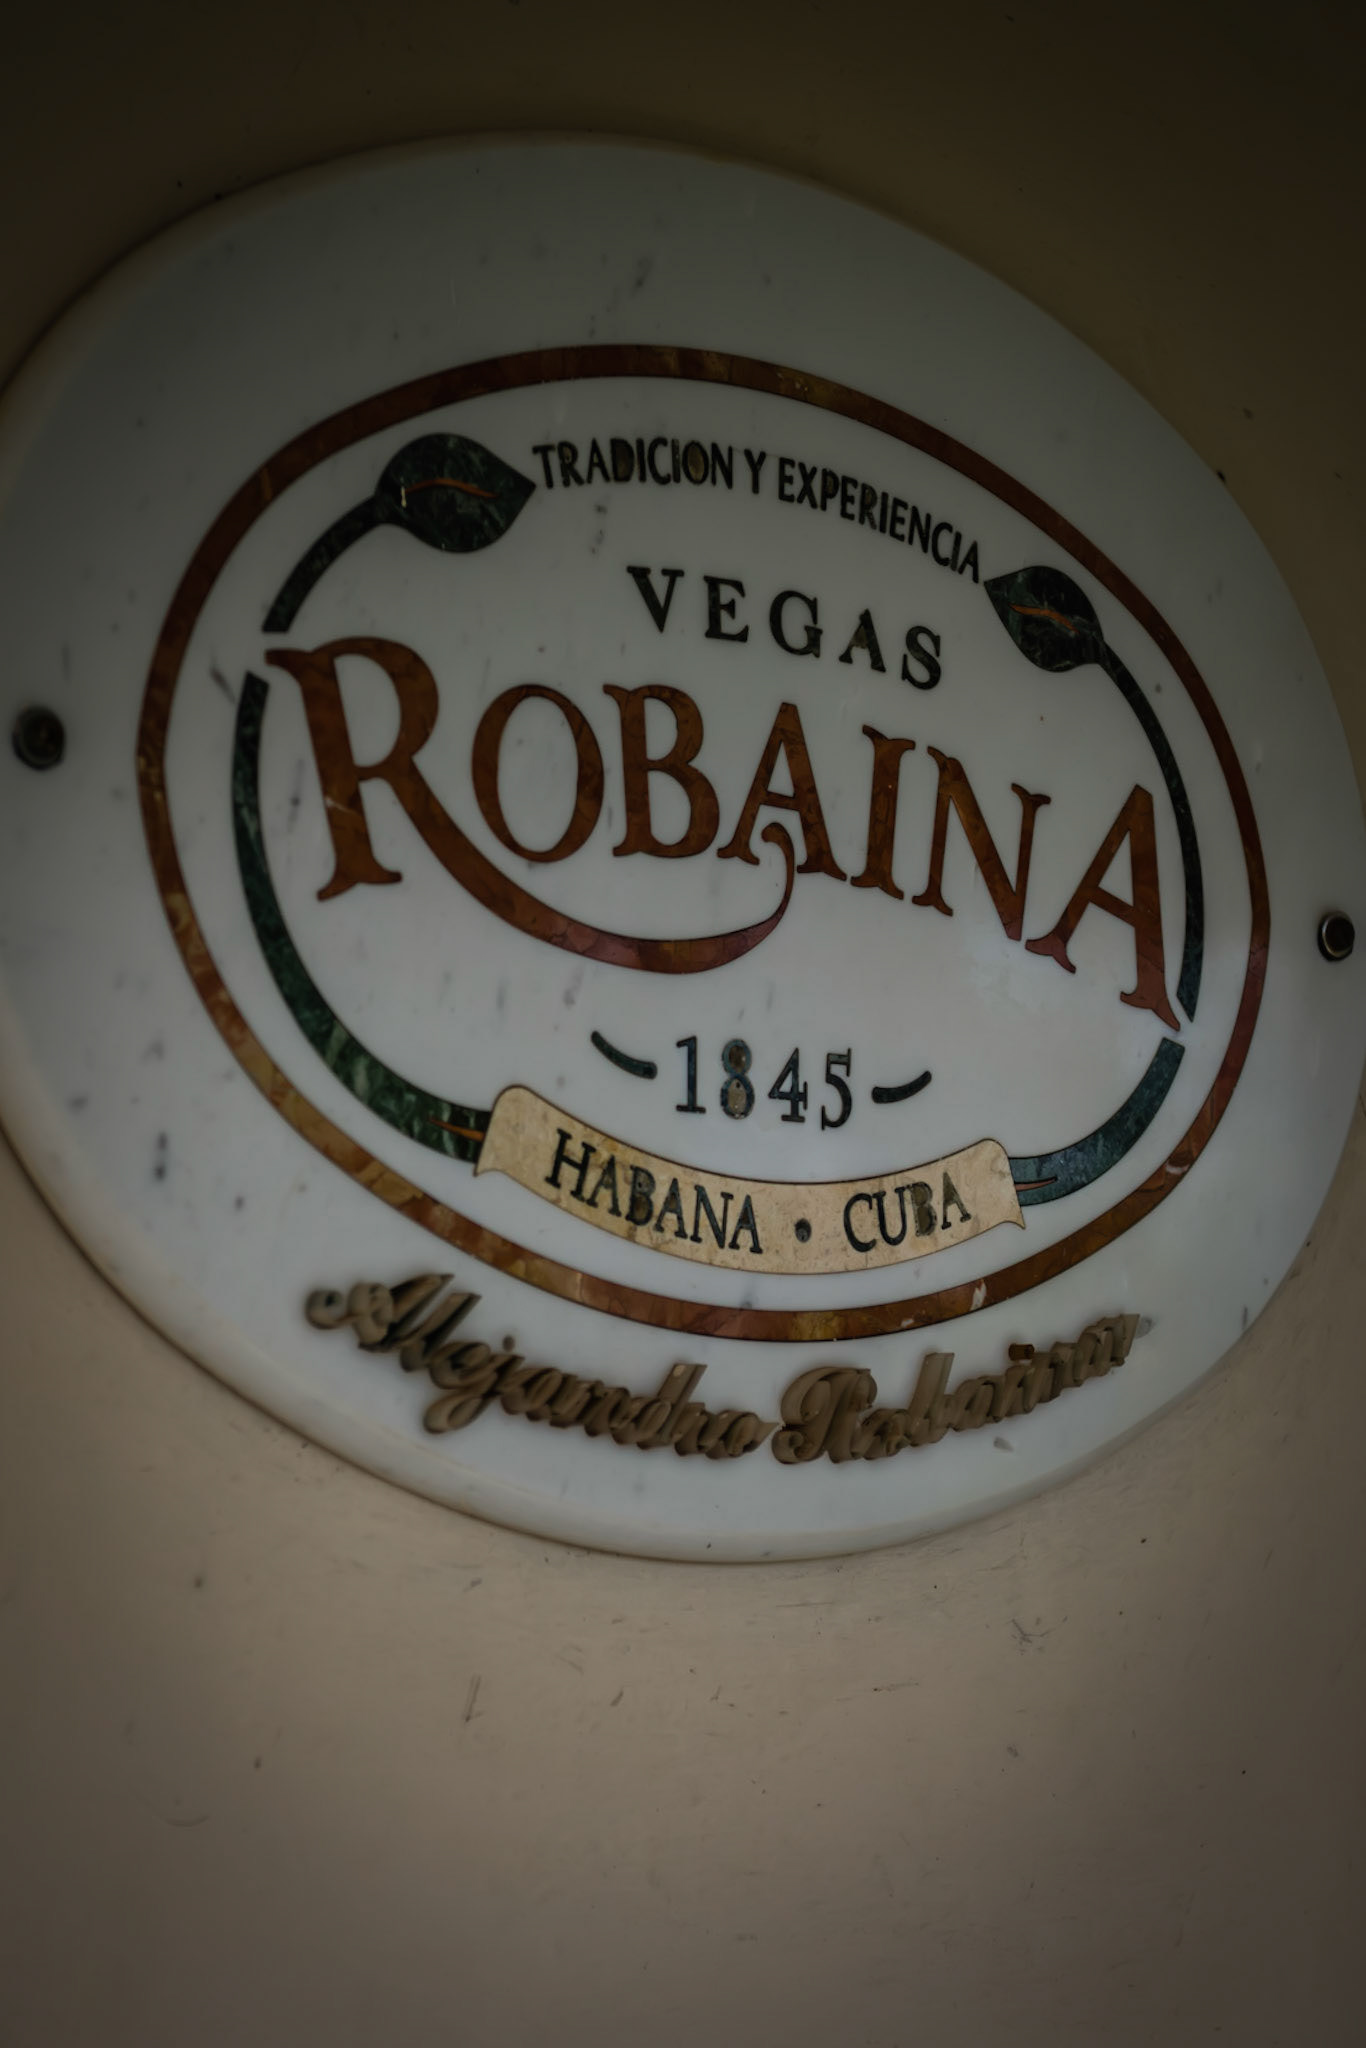 TRADICION Y EXPERIENCIA
VEGAS
ROBAINA
1845
HABANA • CUBA
Alejandro Robaina